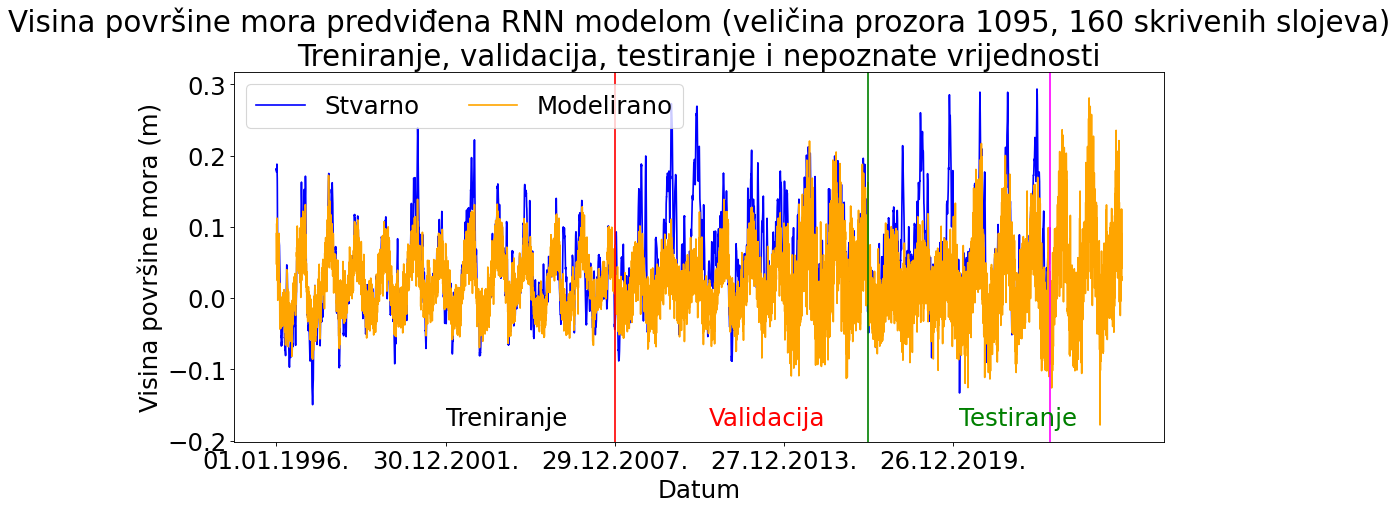 Visina površine mora predviđena RNN modelom (veličina prozora 1095, 160 skrivenih slojeva)
Treniranje, validacija, testiranje i nepoznate vrijednosti
Stvarno
Modelirano
Visina površine mora (m)
0.3
0.2
0.1
0.0
−0.1
−0.2
Treniranje
Validacija
Testiranje
01.01.1996.
30.12.2001.
29.12.2007.
27.12.2013.
26.12.2019.
Datum